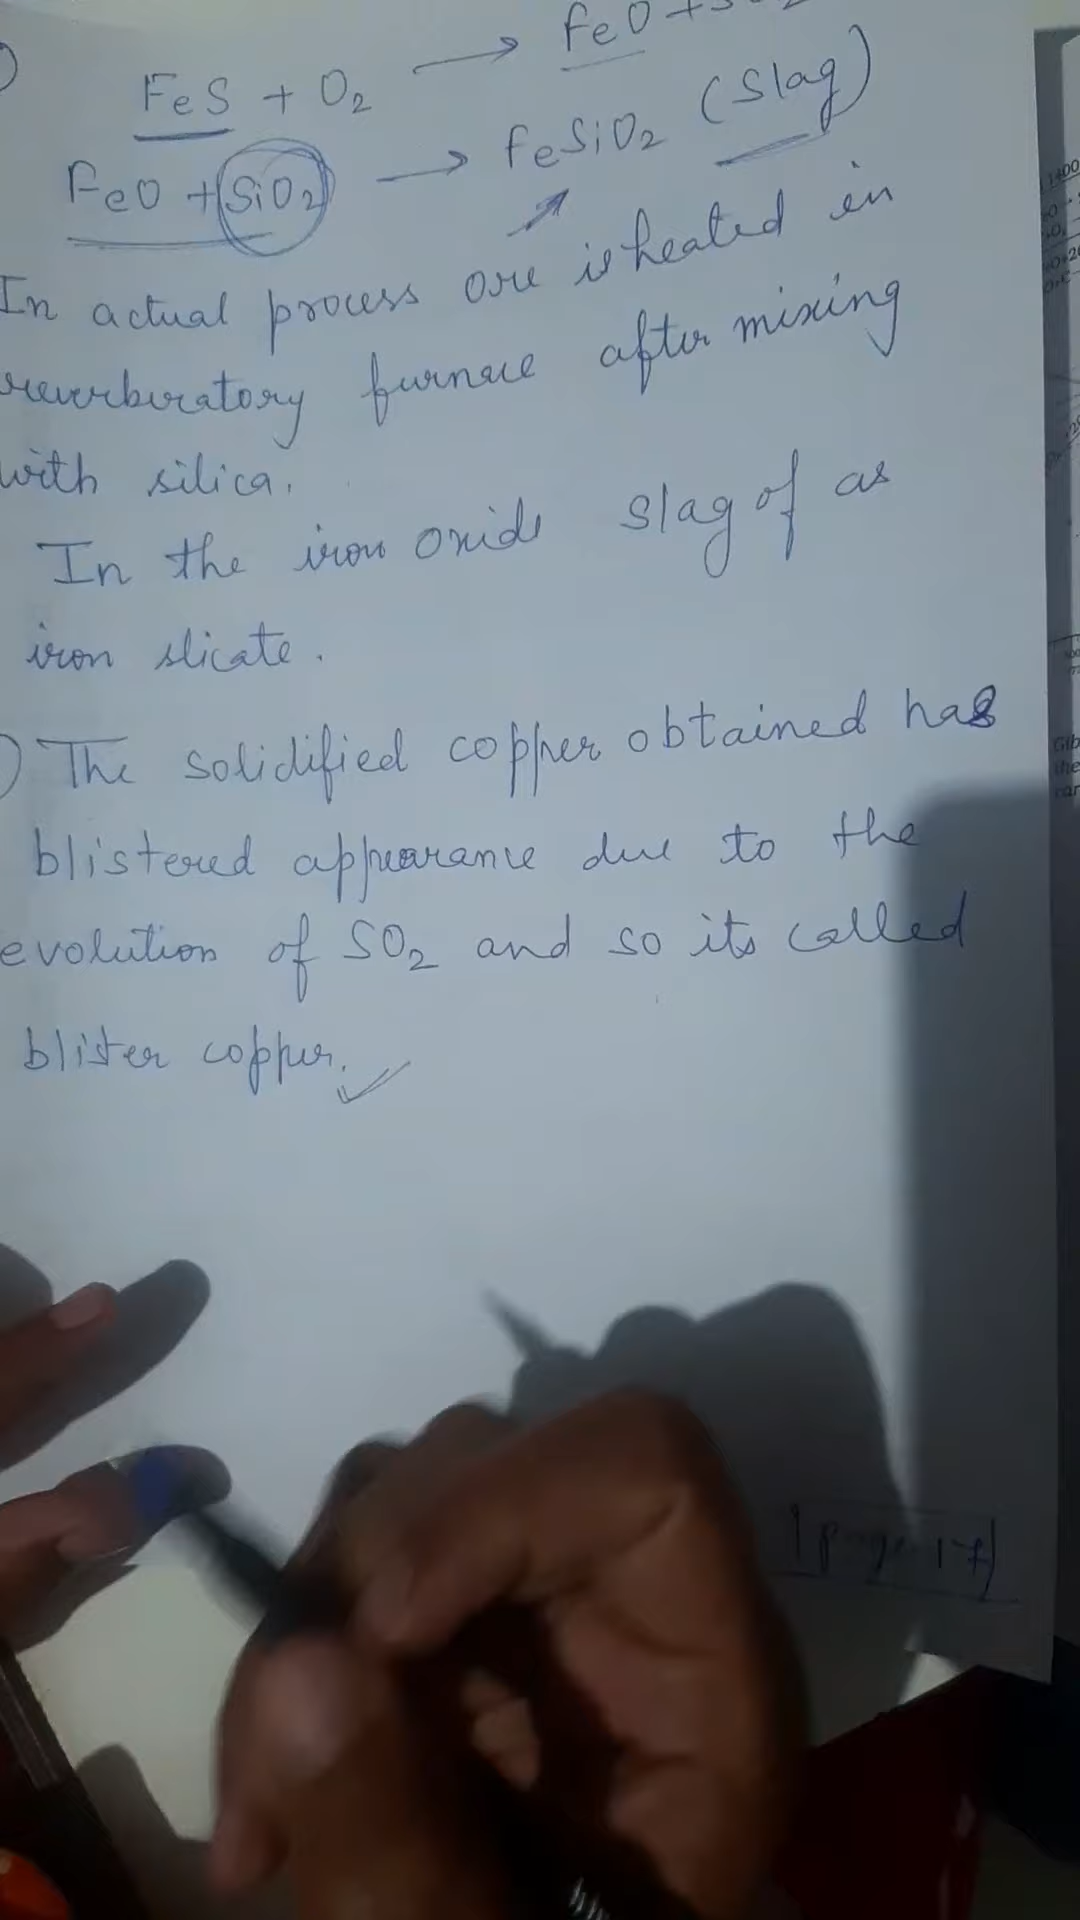 FeS + O2 → FeO + 
FeO + SiO2 → FeSiO2 (Slag)
In actual process ore is heated in
reverberatory furnace after mixing
with silica.
In the iron oxide slag of as
iron slicate.
The solidified copper obtained has
blistered appearance due to the
evolution of SO2 and so its called
blister copper.
1400